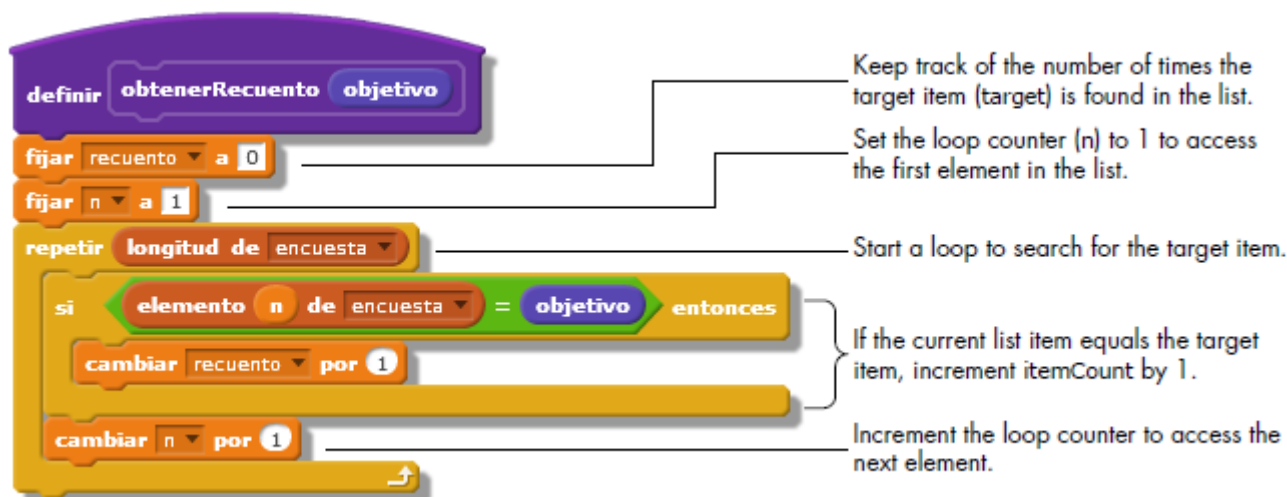 definir obtenerRecuento objetivo
fijar recuento a 0
fijar n a 1
repetir longitud de encuesta
si elemento n de encuesta = objetivo entonces
cambiar recuento por 1
cambiar n por 1
Keep track of the number of times the
target item (target) is found in the list.
Set the loop counter (n) to 1 to access
the first element in the list.
Start a loop to search for the target item.
If the current list item equals the target
item, increment itemCount by 1.
Increment the loop counter to access the
next element.